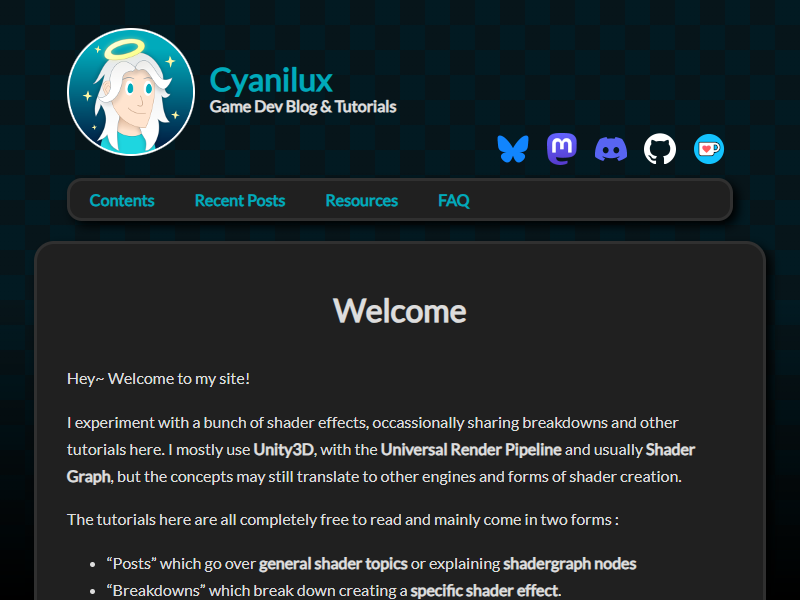 Cyanilux
Game Dev Blog & Tutorials
Contents
Recent Posts
Resources
FAQ
Welcome
Hey~ Welcome to my site!
I experiment with a bunch of shader effects, occassionally sharing breakdowns and other
tutorials here. I mostly use Unity3D, with the Universal Render Pipeline and usually Shader
Graph, but the concepts may still translate to other engines and forms of shader creation.
The tutorials here are all completely free to read and mainly come in two forms :
• “Posts” which go over general shader topics or explaining shadergraph nodes
• “Breakdowns” which break down creating a specific shader effect.